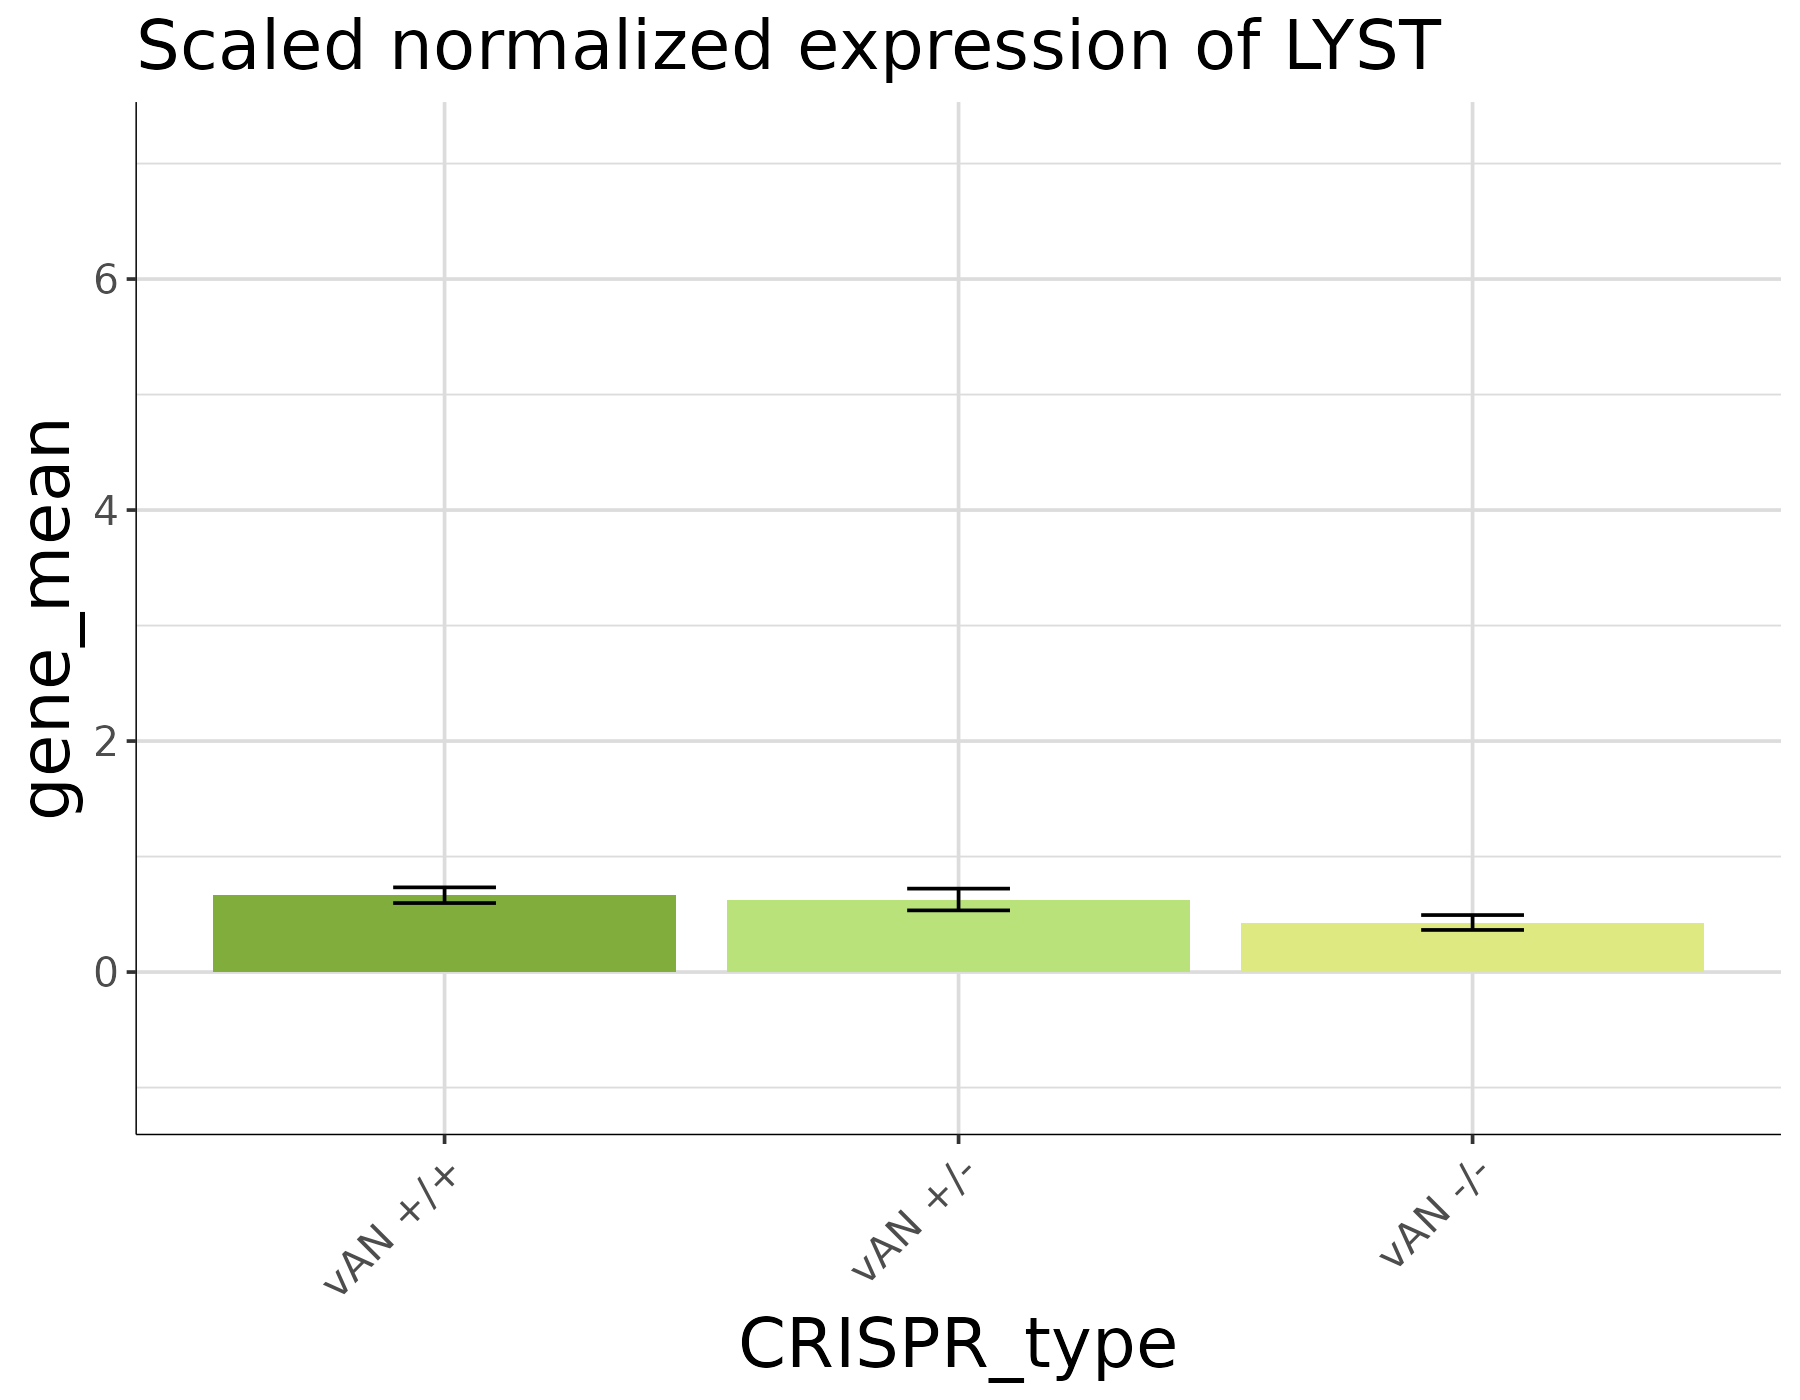 Scaled normalized expression of LYST
gene_mean
6
4
2
0
vAN +/+
vAN +/-
vAN -/-
CRISPR_type